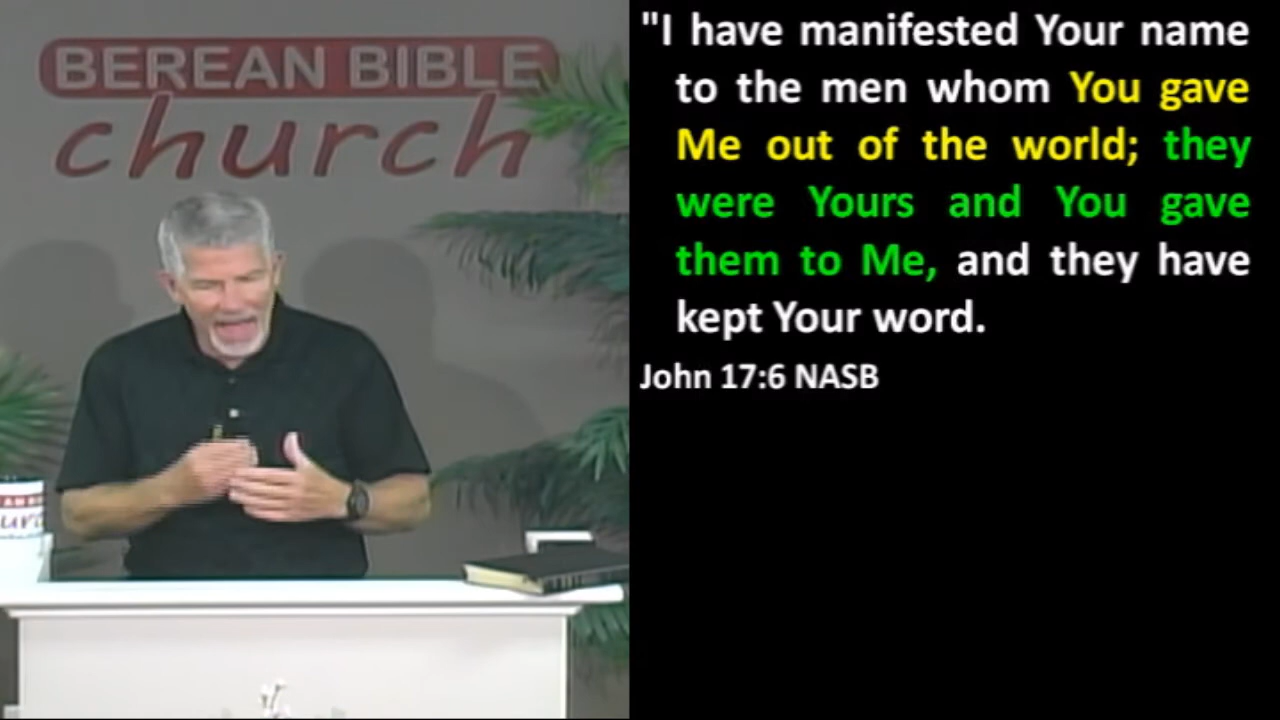 BEREAN BIBLE
church
"I have manifested Your name
to the men whom You gave
Me out of the world; they
were Yours and You gave
them to Me, and they have
kept Your word.
John 17:6 NASB